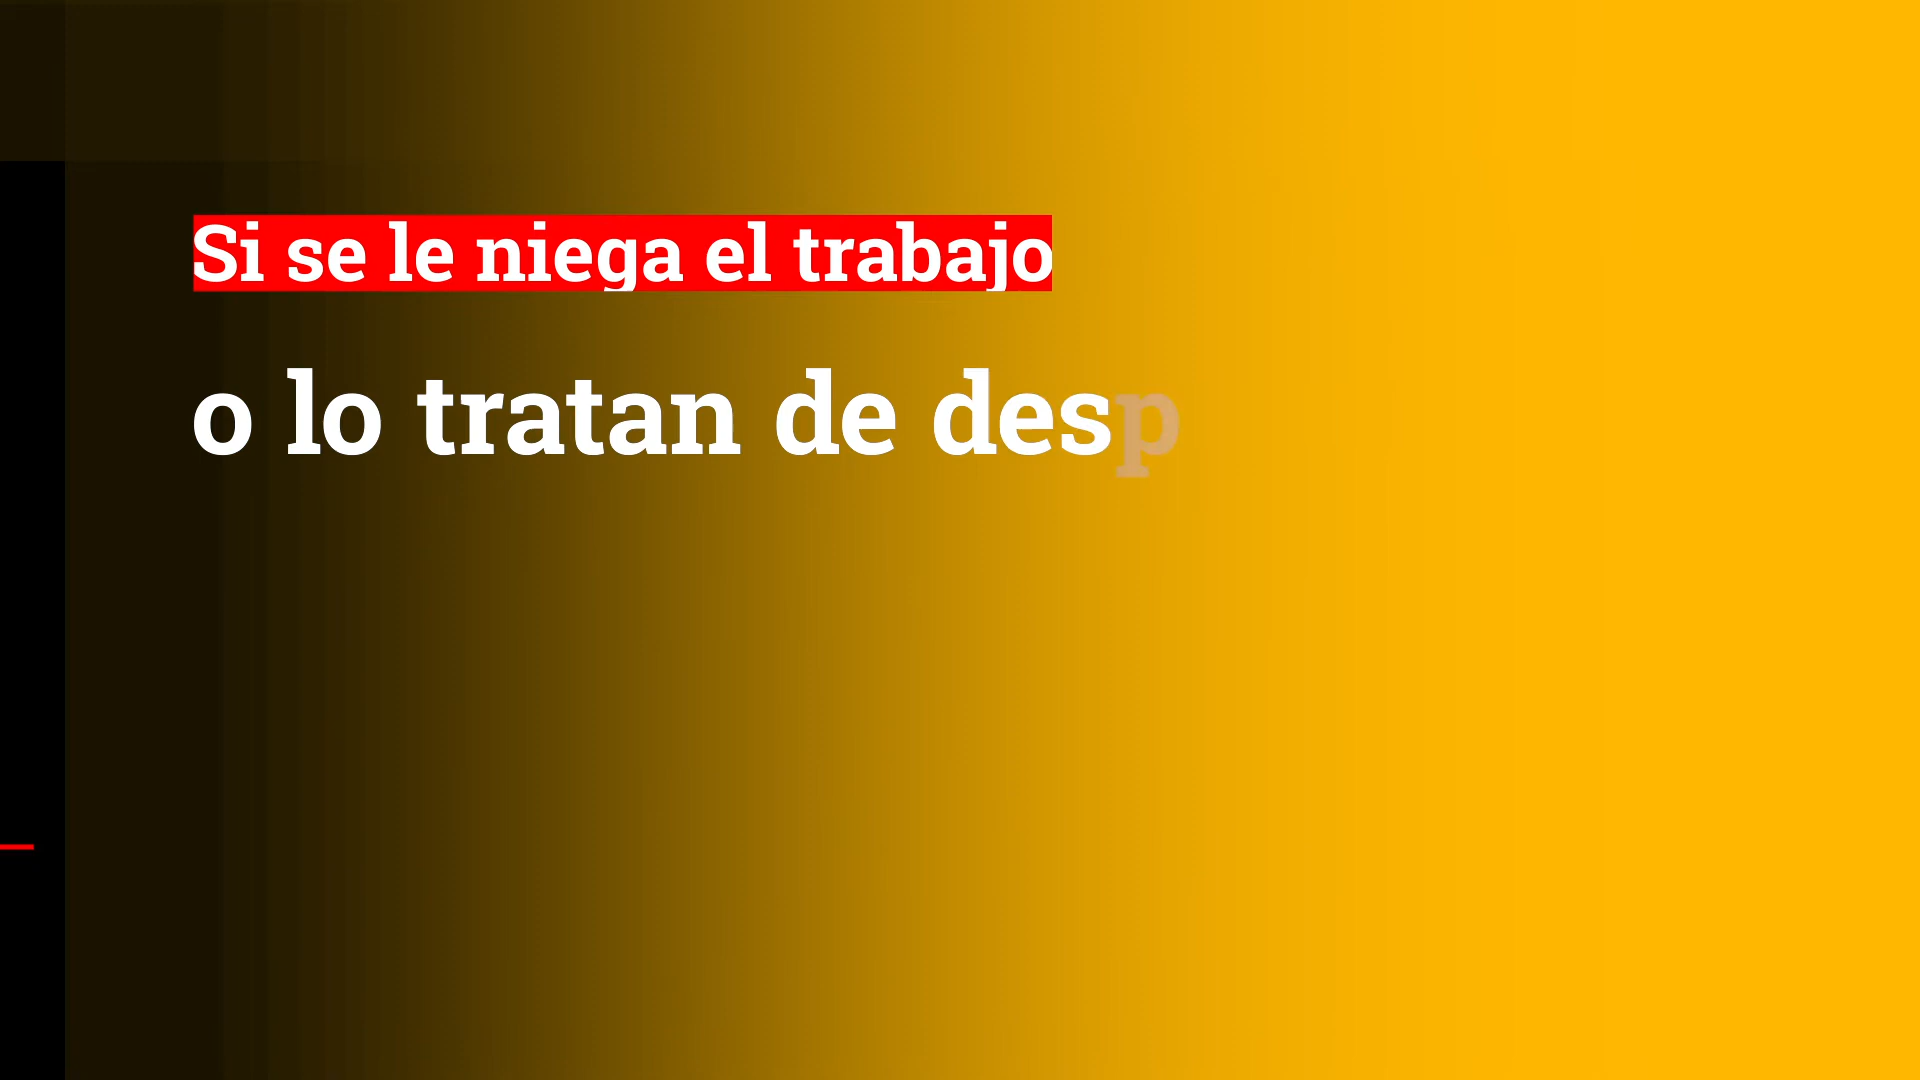 Si se le niega el trabajo
o lo tratan de desp